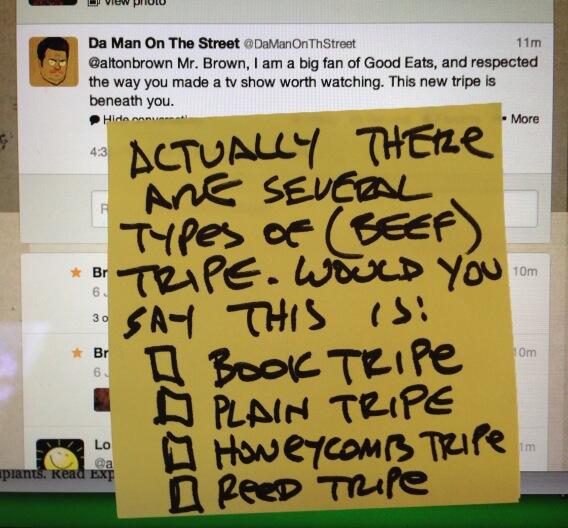 View photo
Da Man On The Street @DaManOnThStreet 11m
@altonbrown Mr. Brown, I am a big fan of Good Eats, and respected
the way you made a tv show worth watching. This new tripe is
beneath you.
Hide More
4:3
ACTUALLY THERE
ARE SEVERAL
TYPES OF (BEEF)
TRIPE. WOULD YOU
SAY THIS IS:
BOOK TRIPE
PLAIN TRIPE
HONEYCOMB TRIPE
REED TRIPE
R
Br 10m
6
3
Br 10m
6
Lo 1m
@a
plants. Read Exp